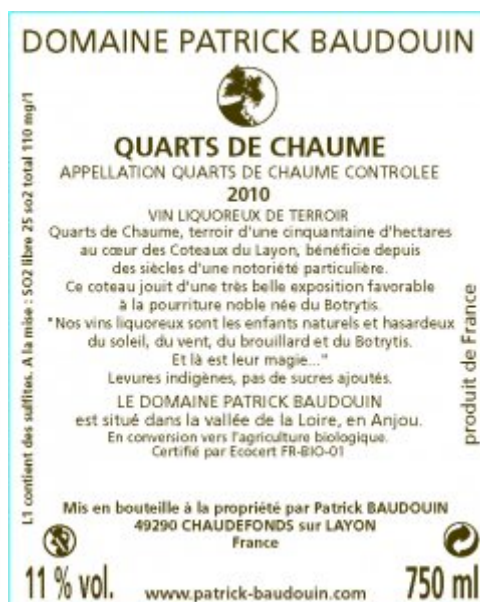 DOMAINE PATRICK BAUDOUIN
QUARTS DE CHAUME
APPELLATION QUARTS DE CHAUME CONTROLEE
2010
VIN LIQUOREUX DE TERROIR
Quarts de Chaume, terroir d'une cinquantaine d'hectares
au cœur des Coteaux du Layon, bénéficie depuis
des siècles d'une notoriété particulière.
Ce coteau jouit d'une très belle exposition favorable
à la pourriture noble née du Botrytis.
"Nos vins liquoreux sont les enfants naturels et hasardeux
du soleil, du vent, du brouillard et du Botrytis.
Et là est leur magie..."
Levures indigènes, pas de sucres ajoutés.
LE DOMAINE PATRICK BAUDOUIN
est situé dans la vallée de la Loire, en Anjou.
En conversion vers l'agriculture biologique.
Certifié par Ecocert FR-BIO-01
Mis en bouteille à la propriété par Patrick BAUDOUIN
49290 CHAUDEFONDS sur LAYON
France
11 % vol.
www.patrick-baudouin.com
750 ml
L1 contient des sulfites. A la mise : SO2 libre 25 so2 total 110 mg/1
produit de France